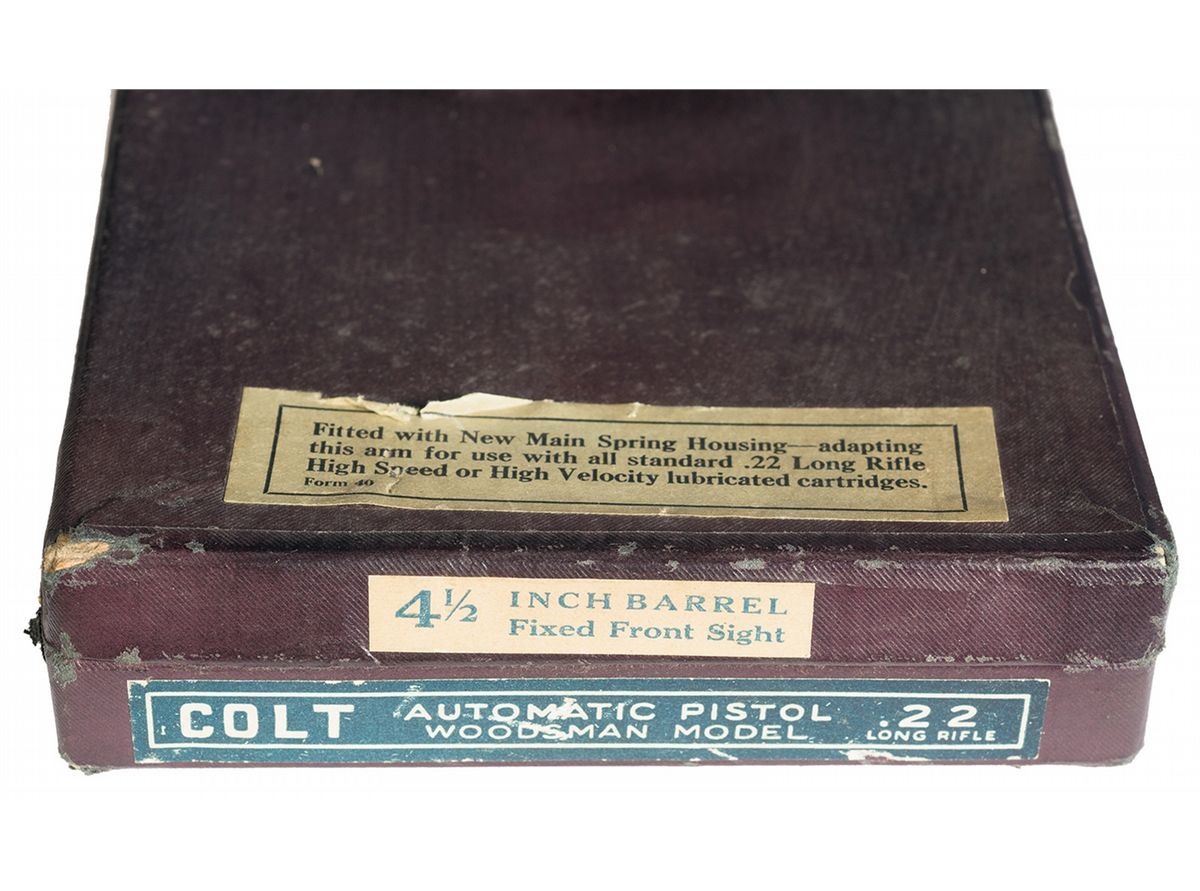 Fitted with New Main Spring Housing—adapting
this arm for use with all standard .22 Long Rifle
High Speed or High Velocity lubricated cartridges.
Form 40
4½ INCH BARREL
Fixed Front Sight
COLT AUTOMATIC PISTOL .22
WOODSMAN MODEL LONG RIFLE